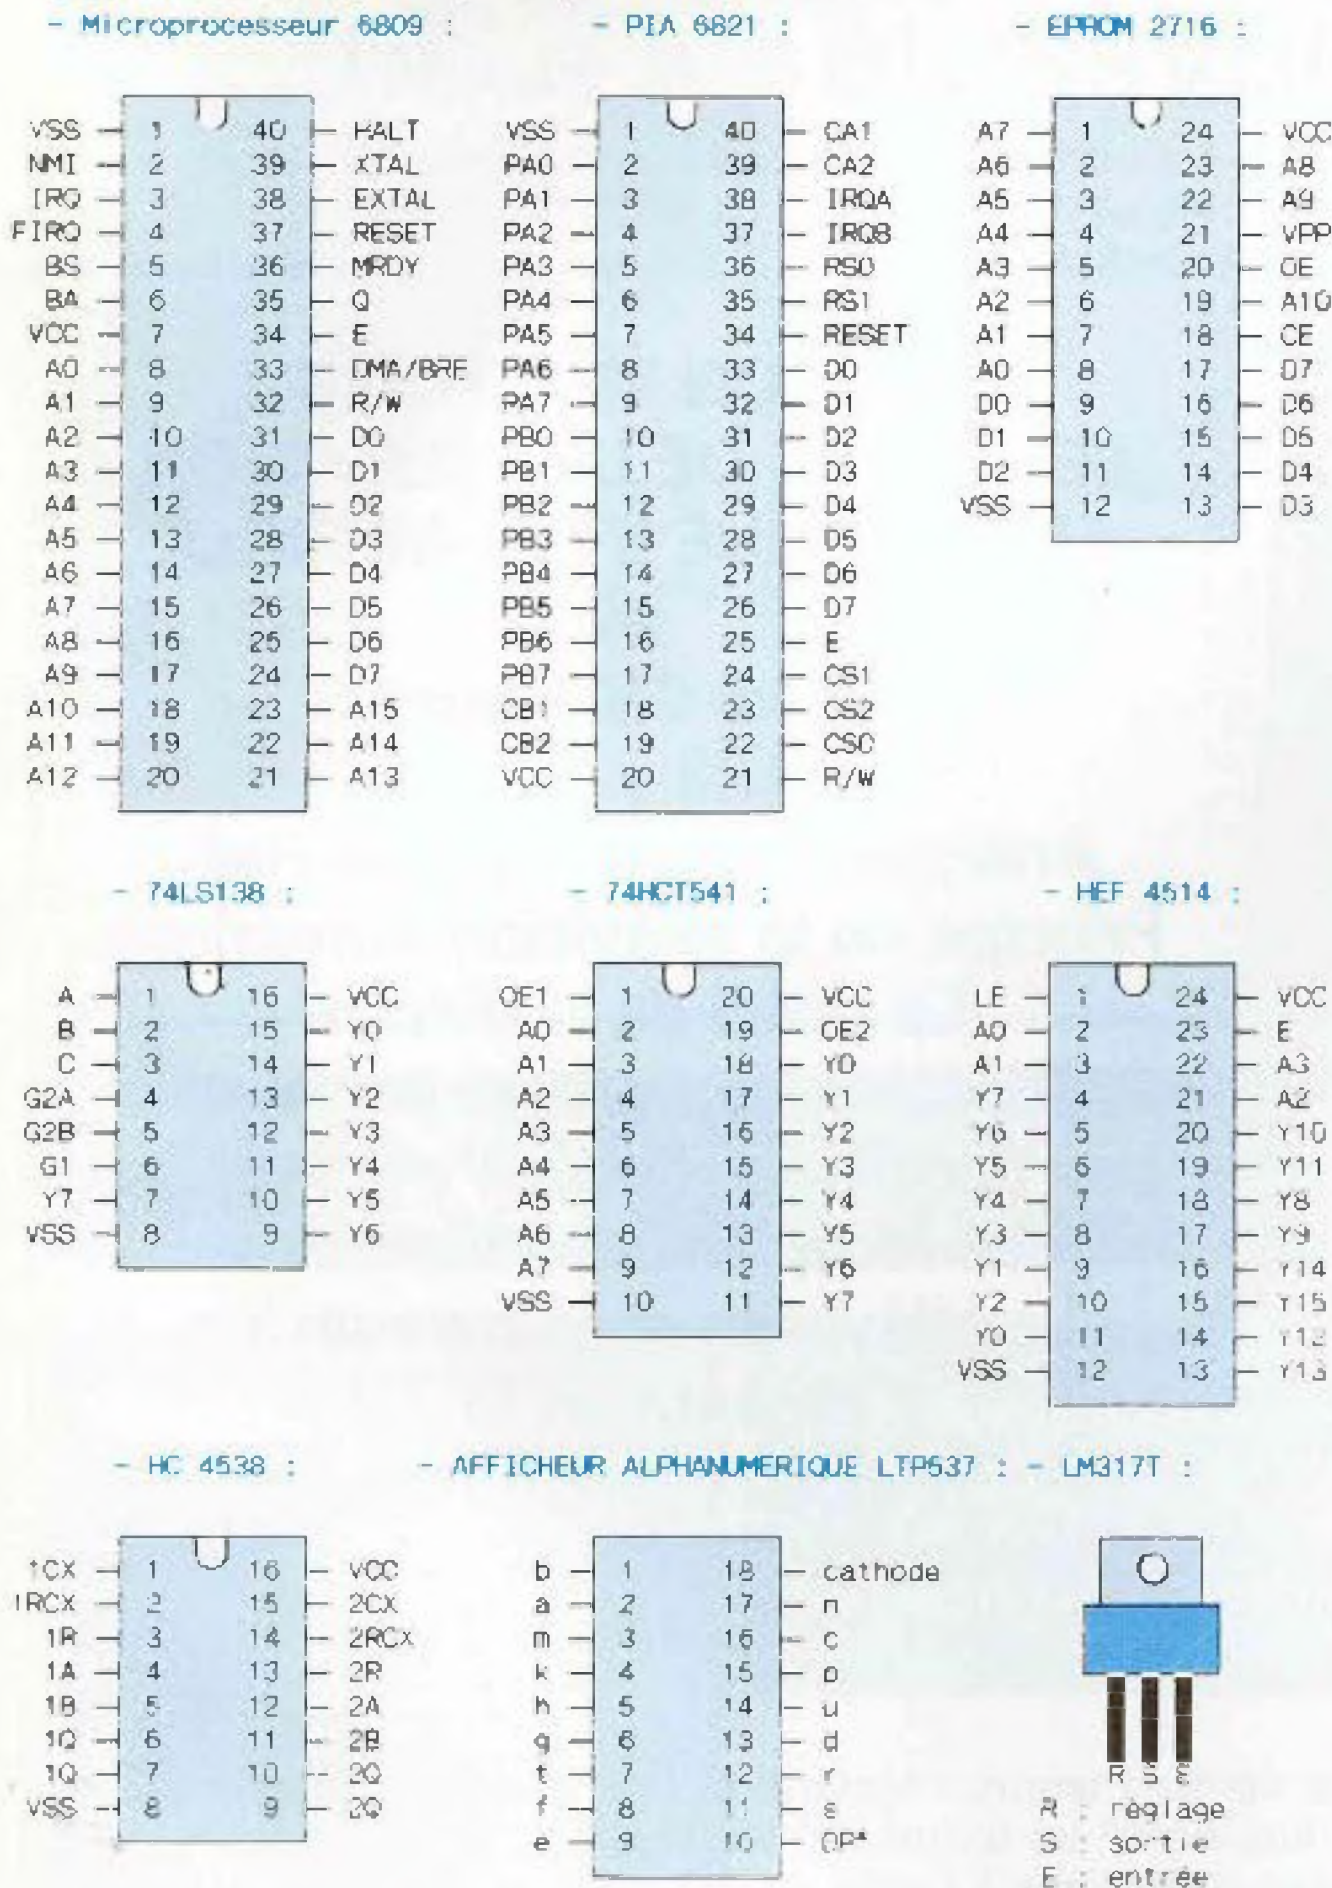 - Microprocesseur 6809 :
VSS 1 40 HALT
NMI 2 39 XTAL
IRQ 3 38 EXTAL
FIRQ 4 37 RESET
BS 5 36 MRDY
BA 6 35 Q
VCC 7 34 E
A0 8 33 DMA/BRE
A1 9 32 R/W
A2 10 31 D0
A3 11 30 D1
A4 12 29 D2
A5 13 28 D3
A6 14 27 D4
A7 15 26 D5
A8 16 25 D6
A9 17 24 D7
A10 18 23 A15
A11 19 22 A14
A12 20 21 A13
- PIA 6821 :
VSS 1 40 CA1
PA0 2 39 CA2
PA1 3 38 IRQA
PA2 4 37 IRQB
PA3 5 36 RS0
PA4 6 35 RS1
PA5 7 34 RESET
PA6 8 33 D0
PA7 9 32 D1
PB0 10 31 D2
PB1 11 30 D3
PB2 12 29 D4
PB3 13 28 D5
PB4 14 27 D6
PB5 15 26 D7
PB6 16 25 E
PB7 17 24 CS1
CB1 18 23 CS2
CB2 19 22 CS0
VCC 20 21 R/W
- EPROM 2716 :
A7 1 24 VCC
A6 2 23 A8
A5 3 22 A9
A4 4 21 VPP
A3 5 20 OE
A2 6 19 A10
A1 7 18 CE
A0 8 17 D7
D0 9 16 D6
D1 10 15 D5
D2 11 14 D4
VSS 12 13 D3
- 74LS138 :
A 1 16 VCC
B 2 15 Y0
C 3 14 Y1
G2A 4 13 Y2
G2B 5 12 Y3
G1 6 11 Y4
Y7 7 10 Y5
VSS 8 9 Y6
- 74HCT541 :
OE1 1 20 VCC
A0 2 19 OE2
A1 3 18 Y0
A2 4 17 Y1
A3 5 16 Y2
A4 6 15 Y3
A5 7 14 Y4
A6 8 13 Y5
A7 9 12 Y6
VSS 10 11 Y7
- HEF 4514 :
LE 1 24 VCC
A0 2 23 E
A1 3 22 A3
Y7 4 21 A2
Y6 5 20 Y10
Y5 6 19 Y11
Y4 7 18 Y8
Y3 8 17 Y9
Y1 9 16 Y14
Y2 10 15 Y15
Y0 11 14 Y12
VSS 12 13 Y13
- HC 4538 :
1CX 1 16 VCC
1RCX 2 15 2CX
1R 3 14 2RCX
1A 4 13 2R
1B 5 12 2A
1Q 6 11 2B
1Q 7 10 2Q
VSS 8 9 2Q
- AFFICHEUR ALPHANUMERIQUE LTP537 :
b 1 18 cathode
a 2 17 n
m 3 16 c
k 4 15 p
h 5 14 u
g 6 13 d
t 7 12 r
f 8 11 s
e 9 10 DP*
- LM317T :
R S E
R : réglage
S : sortie
E : entrée